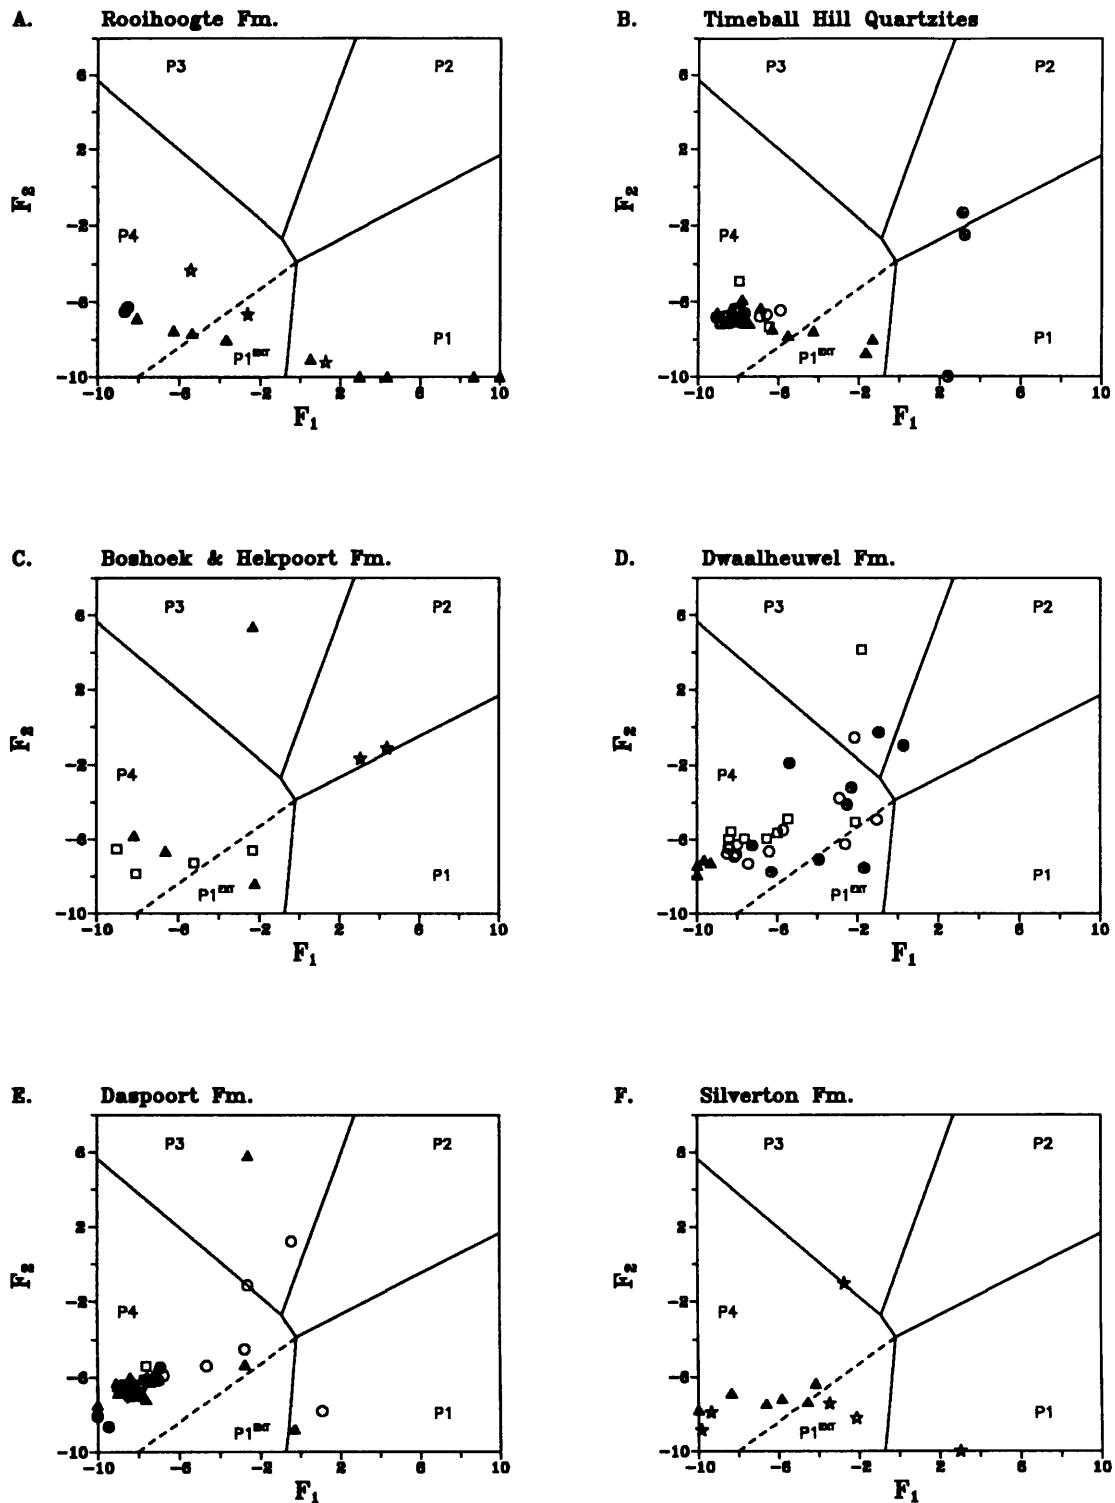 A. Rooihoogte Fm.
P3
P2
P4
P1
P1EXT
F2
6
2
-2
-6
-10
-10 -6 -2 2 6 10
F1
B. Timeball Hill Quartzites
P3
P2
P4
P1
P1EXT
F2
6
2
-2
-6
-10
-10 -6 -2 2 6 10
F1
C. Boshoek & Hekpoort Fm.
P3
P2
P4
P1
P1EXT
F2
6
2
-2
-6
-10
-10 -6 -2 2 6 10
F1
D. Dwaalheuwel Fm.
P3
P2
P4
P1
P1EXT
F2
6
2
-2
-6
-10
-10 -6 -2 2 6 10
F1
E. Daspoort Fm.
P3
P2
P4
P1
P1EXT
F2
6
2
-2
-6
-10
-10 -6 -2 2 6 10
F1
F. Silverton Fm.
P3
P2
P4
P1
P1EXT
F2
6
2
-2
-6
-10
-10 -6 -2 2 6 10
F1